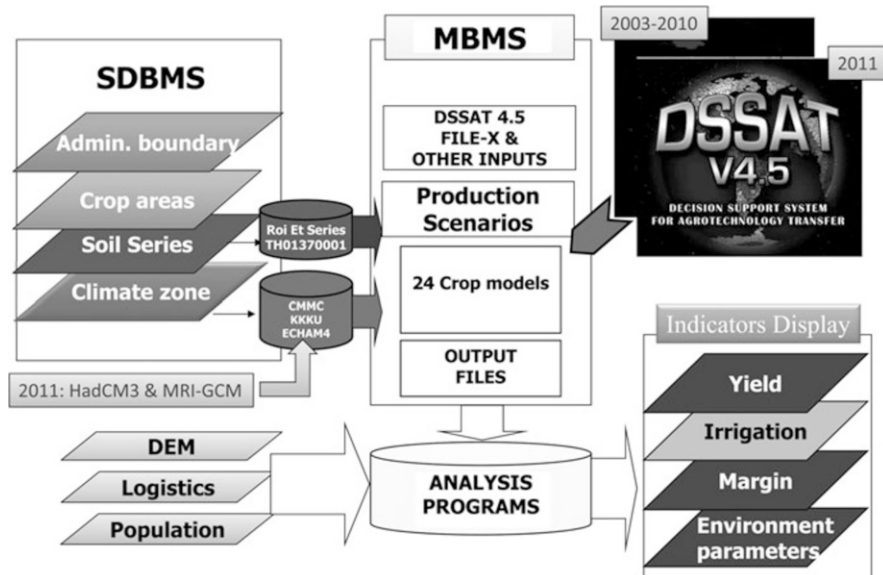 SDBMS
Admin. boundary
Crop areas
Soil Series
Climate zone
Roi Et Series
TH01370001
CMMC
KKKU
ECHAM4
2011: HadCM3 & MRI-GCM
MBMS
DSSAT 4.5
FILE-X &
OTHER INPUTS
Production
Scenarios
24 Crop models
OUTPUT
FILES
2003-2010
2011
DSSAT
V4.5
DECISION SUPPORT SYSTEM
FOR AGROTECHNOLOGY TRANSFER
DEM
Logistics
Population
ANALYSIS
PROGRAMS
Indicators Display
Yield
Irrigation
Margin
Environment
parameters